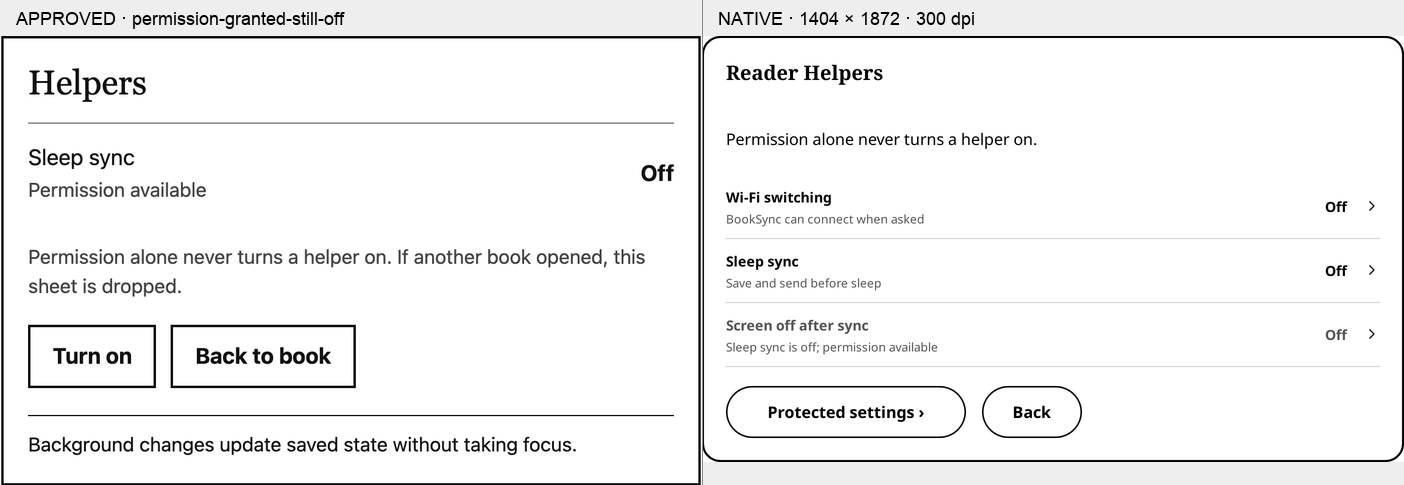 APPROVED · permission-granted-still-off
Helpers
Sleep sync
Permission available
Off
Permission alone never turns a helper on. If another book opened, this
sheet is dropped.
Turn on
Back to book
Background changes update saved state without taking focus.
NATIVE · 1404 × 1872 · 300 dpi
Reader Helpers
Permission alone never turns a helper on.
Wi-Fi switching
BookSync can connect when asked
Off ›
Sleep sync
Save and send before sleep
Off ›
Screen off after sync
Sleep sync is off; permission available
Off ›
Protected settings ›
Back